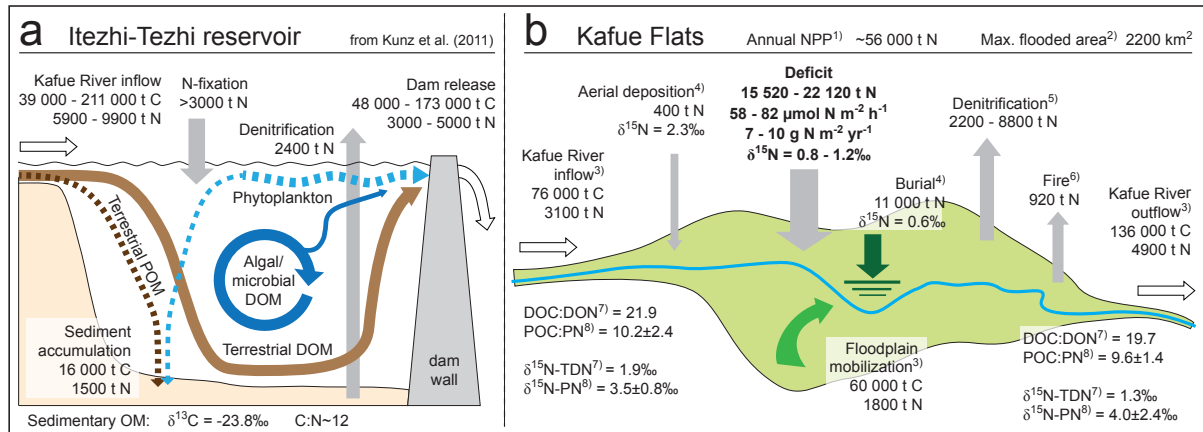 a Itezhi-Tezhi reservoir from Kunz et al. (2011)
Kafue River inflow
39 000 - 211 000 t C
5900 - 9900 t N
N-fixation
>3000 t N
Dam release
48 000 - 173 000 t C
3000 - 5000 t N
Denitrification
2400 t N
Phytoplankton
Terrestrial POM
Algal/
microbial
DOM
Terrestrial DOM
Sediment
accumulation
16 000 t C
1500 t N
dam
wall
Sedimentary OM: δ¹³C = -23.8‰ C:N~12
b Kafue Flats Annual NPP¹⁾ ~56 000 t N Max. flooded area²⁾ 2200 km²
Aerial deposition⁴⁾
400 t N
δ¹⁵N = 2.3‰
Deficit
15 520 - 22 120 t N
58 - 82 µmol N m⁻² h⁻¹
7 - 10 g N m⁻² yr⁻¹
δ¹⁵N = 0.8 - 1.2‰
Denitrification⁵⁾
2200 - 8800 t N
Kafue River
inflow³⁾
76 000 t C
3100 t N
Burial⁴⁾
11 000 t N
δ¹⁵N = 0.6‰
Fire⁶⁾
920 t N
Kafue River
outflow³⁾
136 000 t C
4900 t N
DOC:DON⁷⁾ = 21.9
POC:PN⁸⁾ = 10.2±2.4
δ¹⁵N-TDN⁷⁾ = 1.9‰
δ¹⁵N-PN⁸⁾ = 3.5±0.8‰
Floodplain
mobilization³⁾
60 000 t C
1800 t N
DOC:DON⁷⁾ = 19.7
POC:PN⁸⁾ = 9.6±1.4
δ¹⁵N-TDN⁷⁾ = 1.3‰
δ¹⁵N-PN⁸⁾ = 4.0±2.4‰